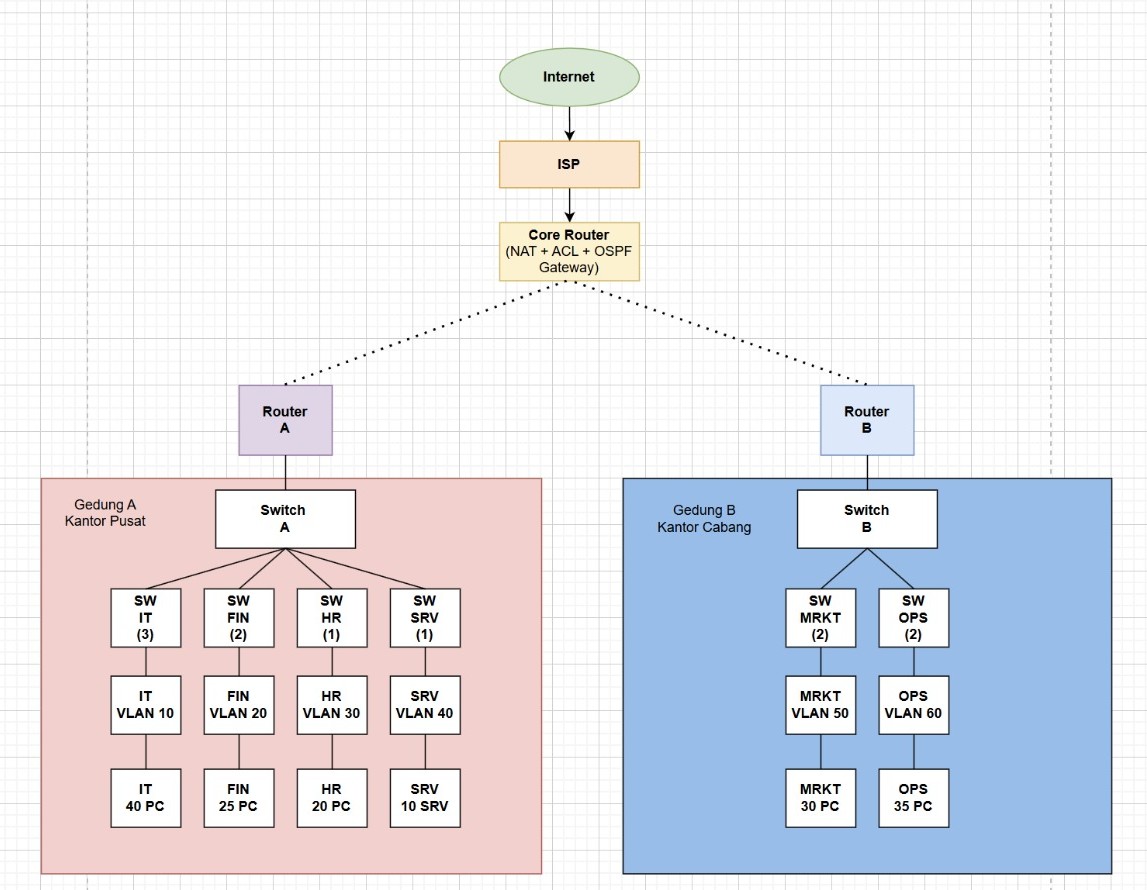 Internet
ISP
Core Router
(NAT + ACL + OSPF
Gateway)
Router
A
Router
B
Gedung A
Kantor Pusat
Switch
A
SW
IT
(3)
SW
FIN
(2)
SW
HR
(1)
SW
SRV
(1)
IT
VLAN 10
FIN
VLAN 20
HR
VLAN 30
SRV
VLAN 40
IT
40 PC
FIN
25 PC
HR
20 PC
SRV
10 SRV
Gedung B
Kantor Cabang
Switch
B
SW
MRKT
(2)
SW
OPS
(2)
MRKT
VLAN 50
OPS
VLAN 60
MRKT
30 PC
OPS
35 PC